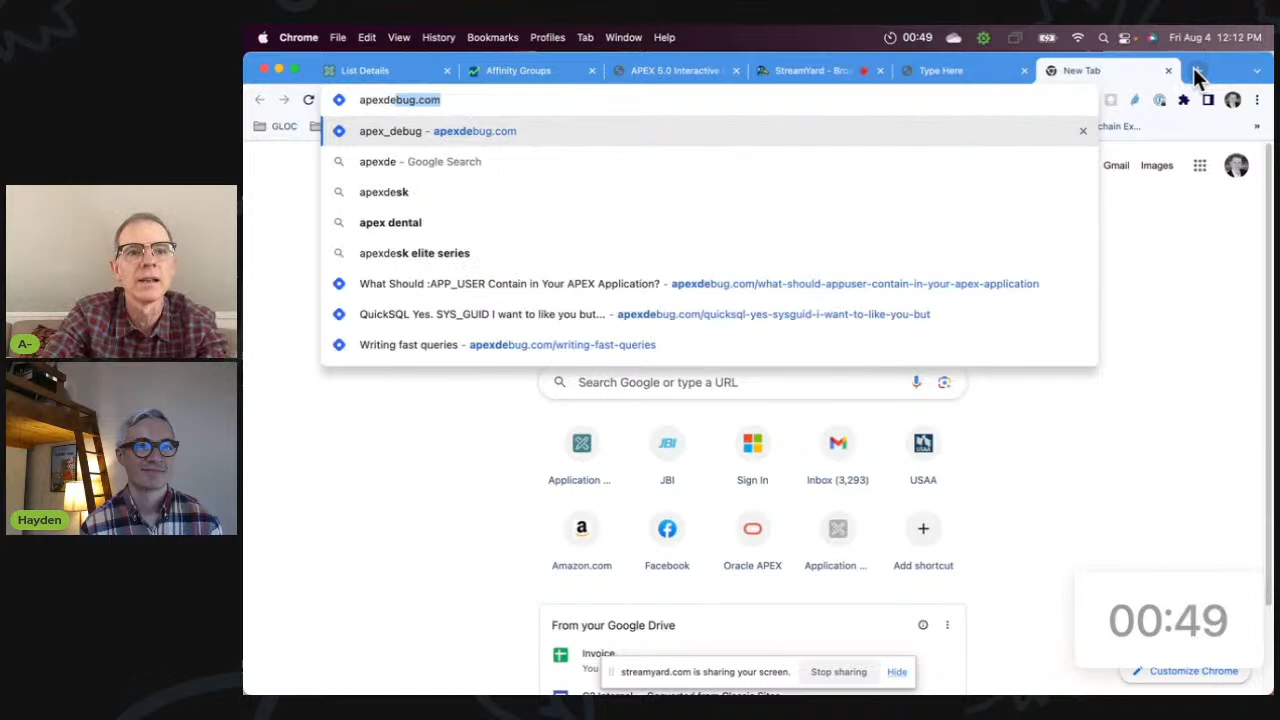 Chrome File Edit View History Bookmarks Profiles Tab Window Help 00:49 Fri Aug 4 12:12 PM
List Details Affinity Groups APEX 5.0 Interactive StreamYard - Bro Type Here New Tab
apexdebug.com
GLOC
chain Ex...
apex_debug - apexdebug.com
apexde - Google Search
Gmail Images
apexdesk
apex dental
apexdesk elite series
What Should :APP_USER Contain in Your APEX Application? - apexdebug.com/what-should-appuser-contain-in-your-apex-application
QuickSQL Yes. SYS_GUID I want to like you but... - apexdebug.com/quicksql-yes-sysguid-i-want-to-like-you-but
Writing fast queries - apexdebug.com/writing-fast-queries
A-
Search Google or type a URL
Application ... JBI Sign In Inbox (3,293) USAA
Hayden
Amazon.com Facebook Oracle APEX Application ... Add shortcut
00:49
From your Google Drive
Invoice
You
streamyard.com is sharing your screen. Stop sharing Hide
Customize Chrome